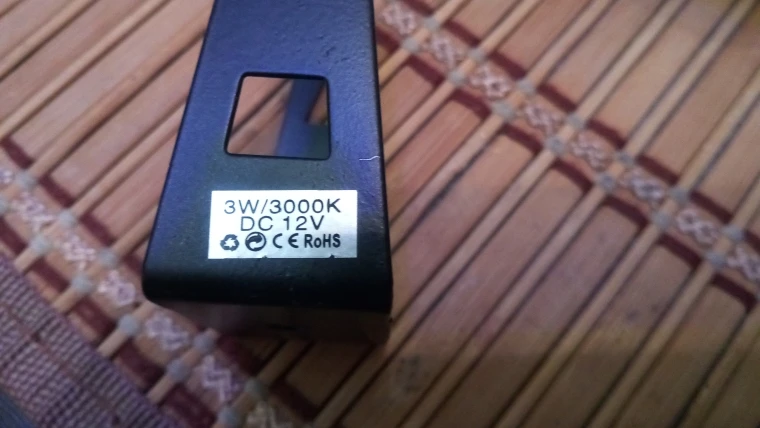 3W/3000K
DC 12V
CE RoHS